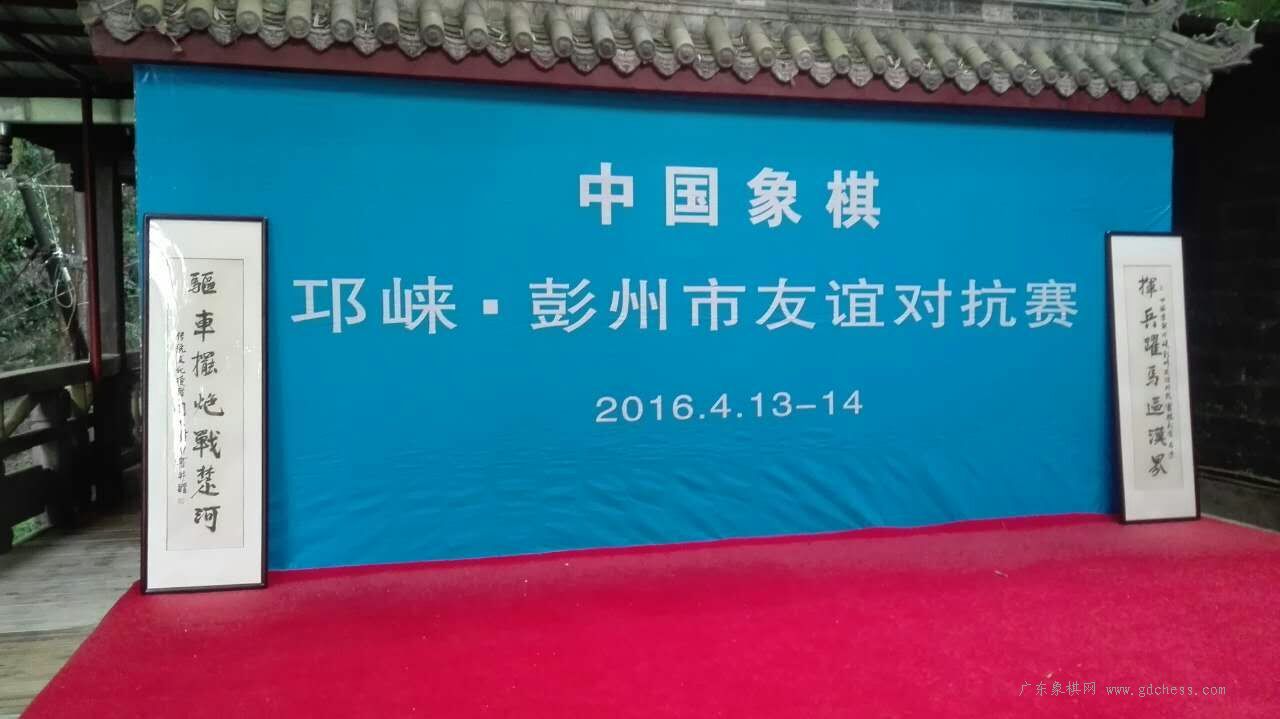 中国象棋
邛崃·彭州市友谊对抗赛
2016.4.13-14
揮兵躍馬逼漢界
驅車擺炮戰楚河
广东象棋网 www.gdchess.com